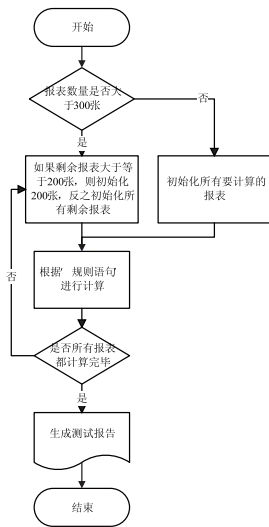 开始
报表数量是否大
于300张
否
是
如果剩余报表大于等
于200张，则初始化
200张，反之初始化所
有剩余报表
初始化所有要计算的
报表
否
根据“规则语句”
进行计算
是否所有报表
都计算完毕
是
生成测试报告
结束